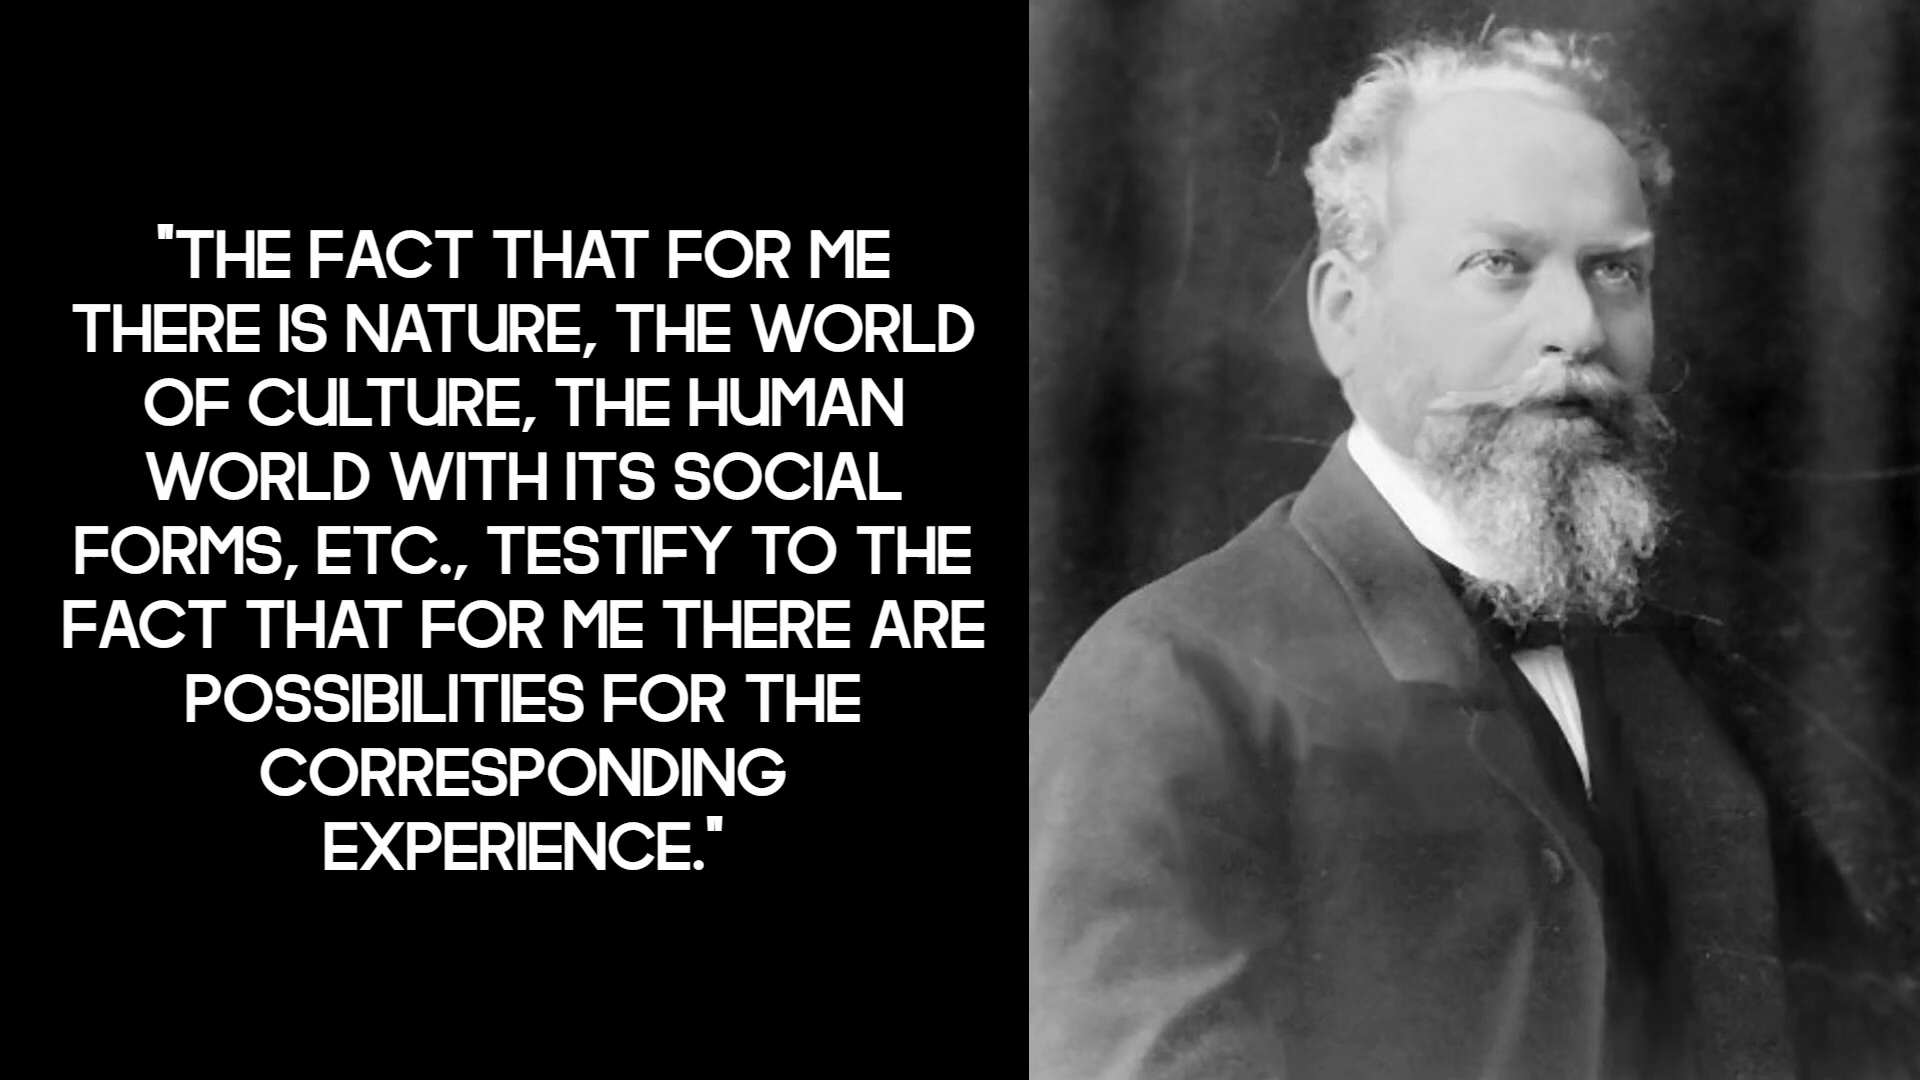 "THE FACT THAT FOR ME
THERE IS NATURE, THE WORLD
OF CULTURE, THE HUMAN
WORLD WITH ITS SOCIAL
FORMS, ETC., TESTIFY TO THE
FACT THAT FOR ME THERE ARE
POSSIBILITIES FOR THE
CORRESPONDING
EXPERIENCE."